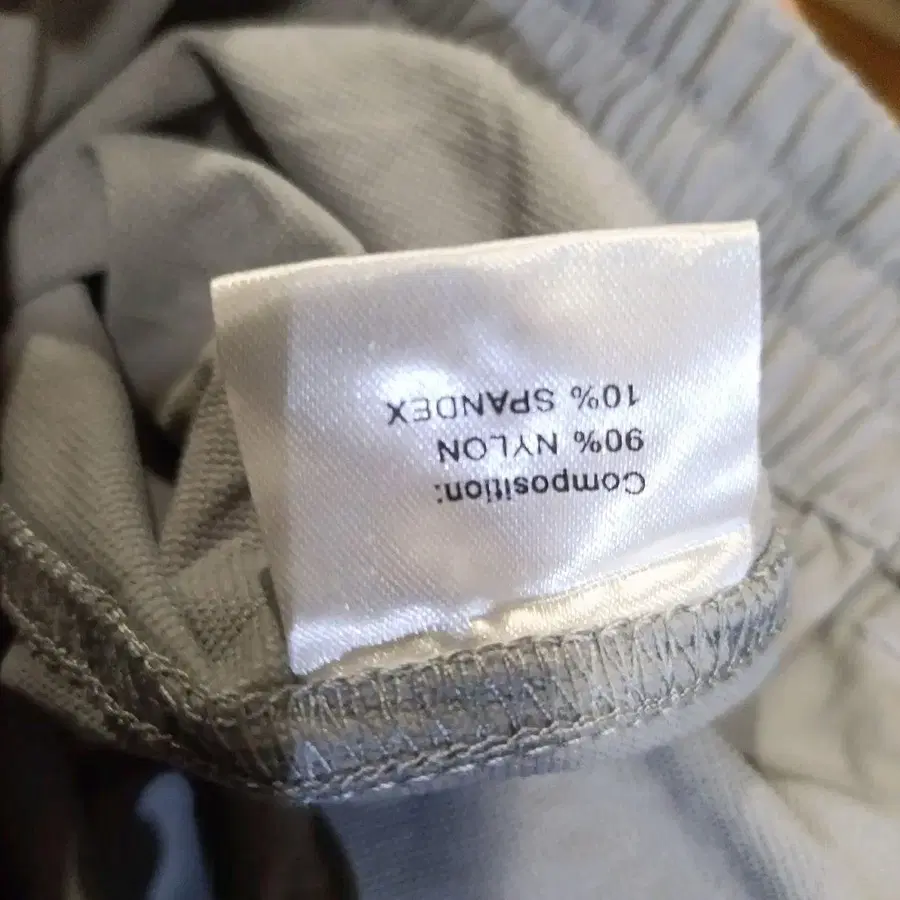 Composition:
90% NYLON
10% SPANDEX